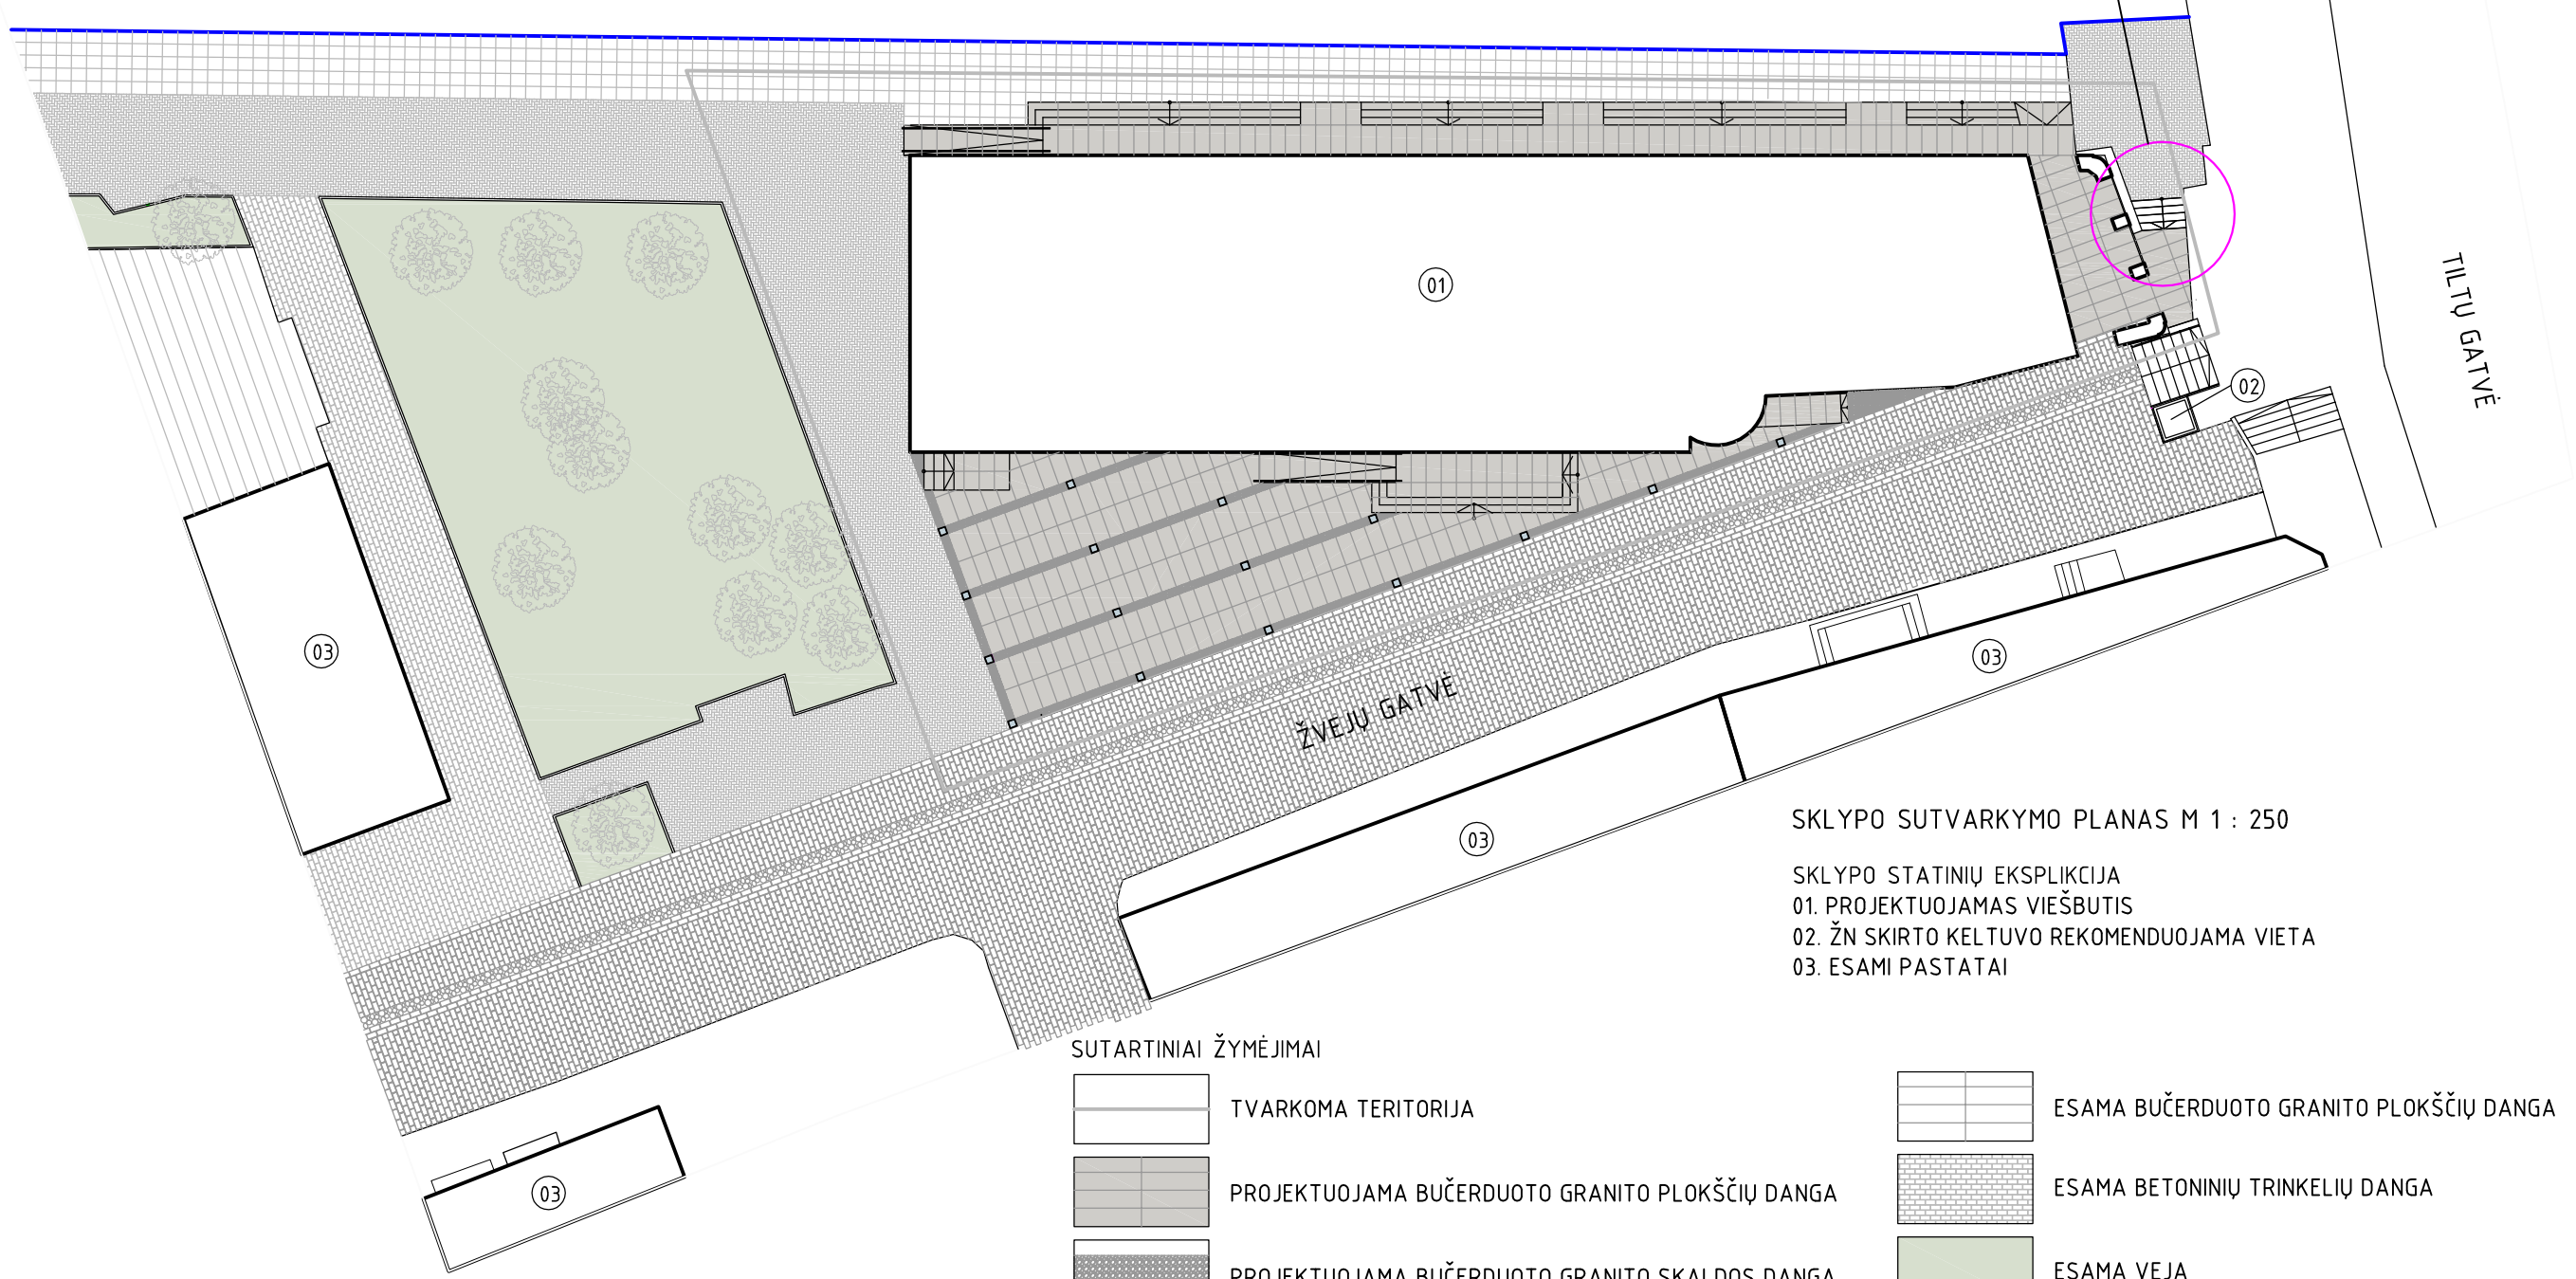 01
TILTŲ GATVĖ
02
03
03
ŽVEJŲ GATVĖ
03
SKLYPO SUTVARKYMO PLANAS M 1 : 250
SKLYPO STATINIŲ EKSPLIKCIJA
01. PROJEKTUOJAMAS VIEŠBUTIS
02. ŽN SKIRTO KELTUVO REKOMENDUOJAMA VIETA
03. ESAMI PASTATAI
03
SUTARTINIAI ŽYMĖJIMAI
TVARKOMA TERITORIJA
PROJEKTUOJAMA BUČERDUOTO GRANITO PLOKŠČIŲ DANGA
PROJEKTUOJAMA BUČERDUOTO GRANITO SKALDOS DANGA
ESAMA BUČERDUOTO GRANITO PLOKŠČIŲ DANGA
ESAMA BETONINIŲ TRINKELIŲ DANGA
ESAMA VEJA